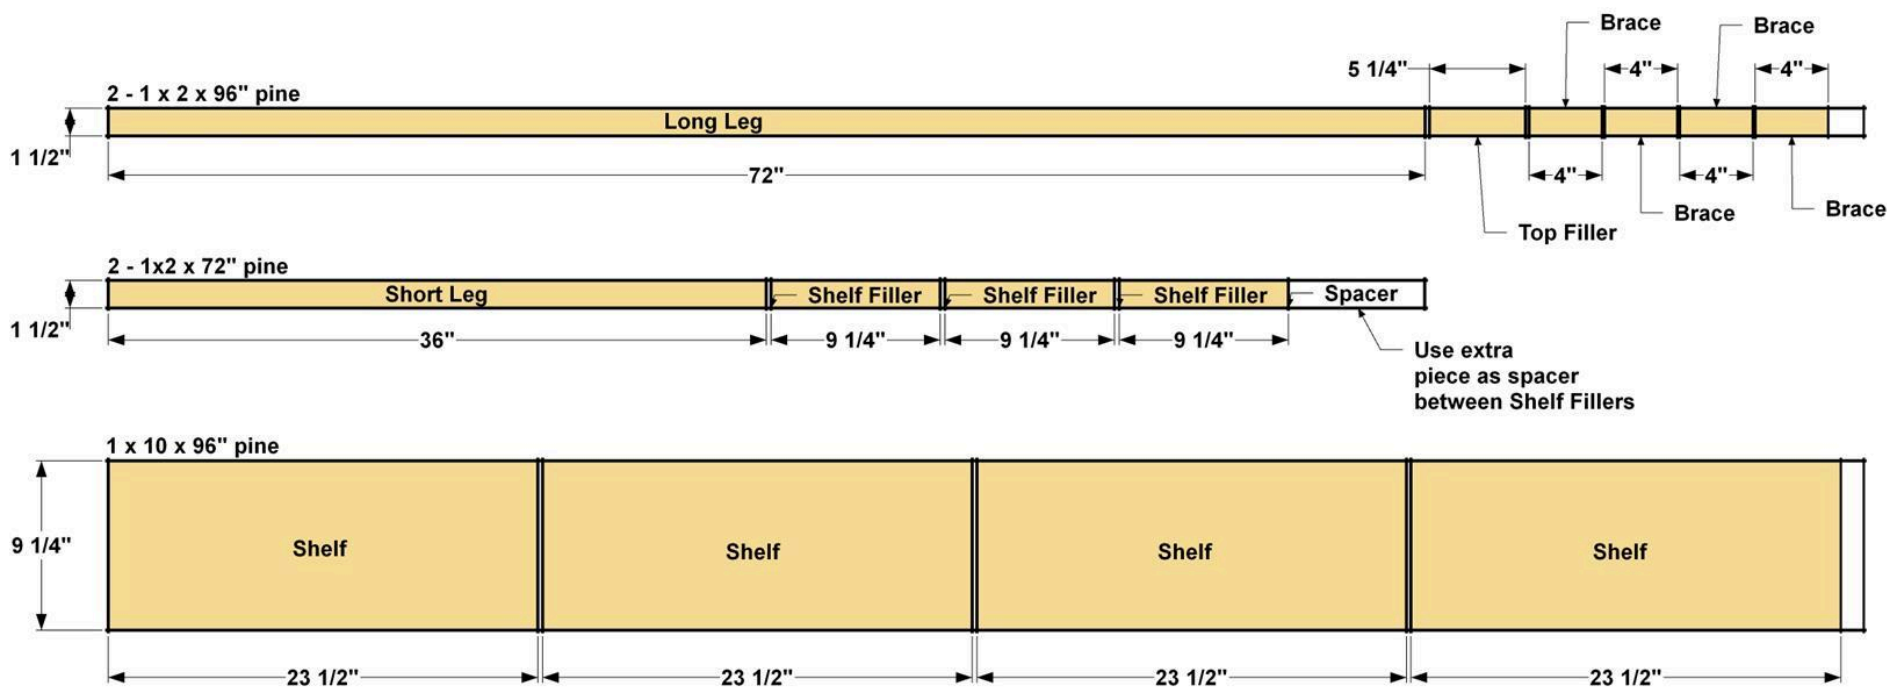 Brace
Brace
5 1/4"
4"
4"
2 - 1 x 2 x 96" pine
Long Leg
1 1/2"
72"
4"
4"
Brace
Brace
Top Filler
2 - 1x2 x 72" pine
Short Leg
Shelf Filler
Shelf Filler
Shelf Filler
Spacer
1 1/2"
36"
9 1/4"
9 1/4"
9 1/4"
Use extra
piece as spacer
between Shelf Fillers
1 x 10 x 96" pine
9 1/4"
Shelf
Shelf
Shelf
Shelf
23 1/2"
23 1/2"
23 1/2"
23 1/2"